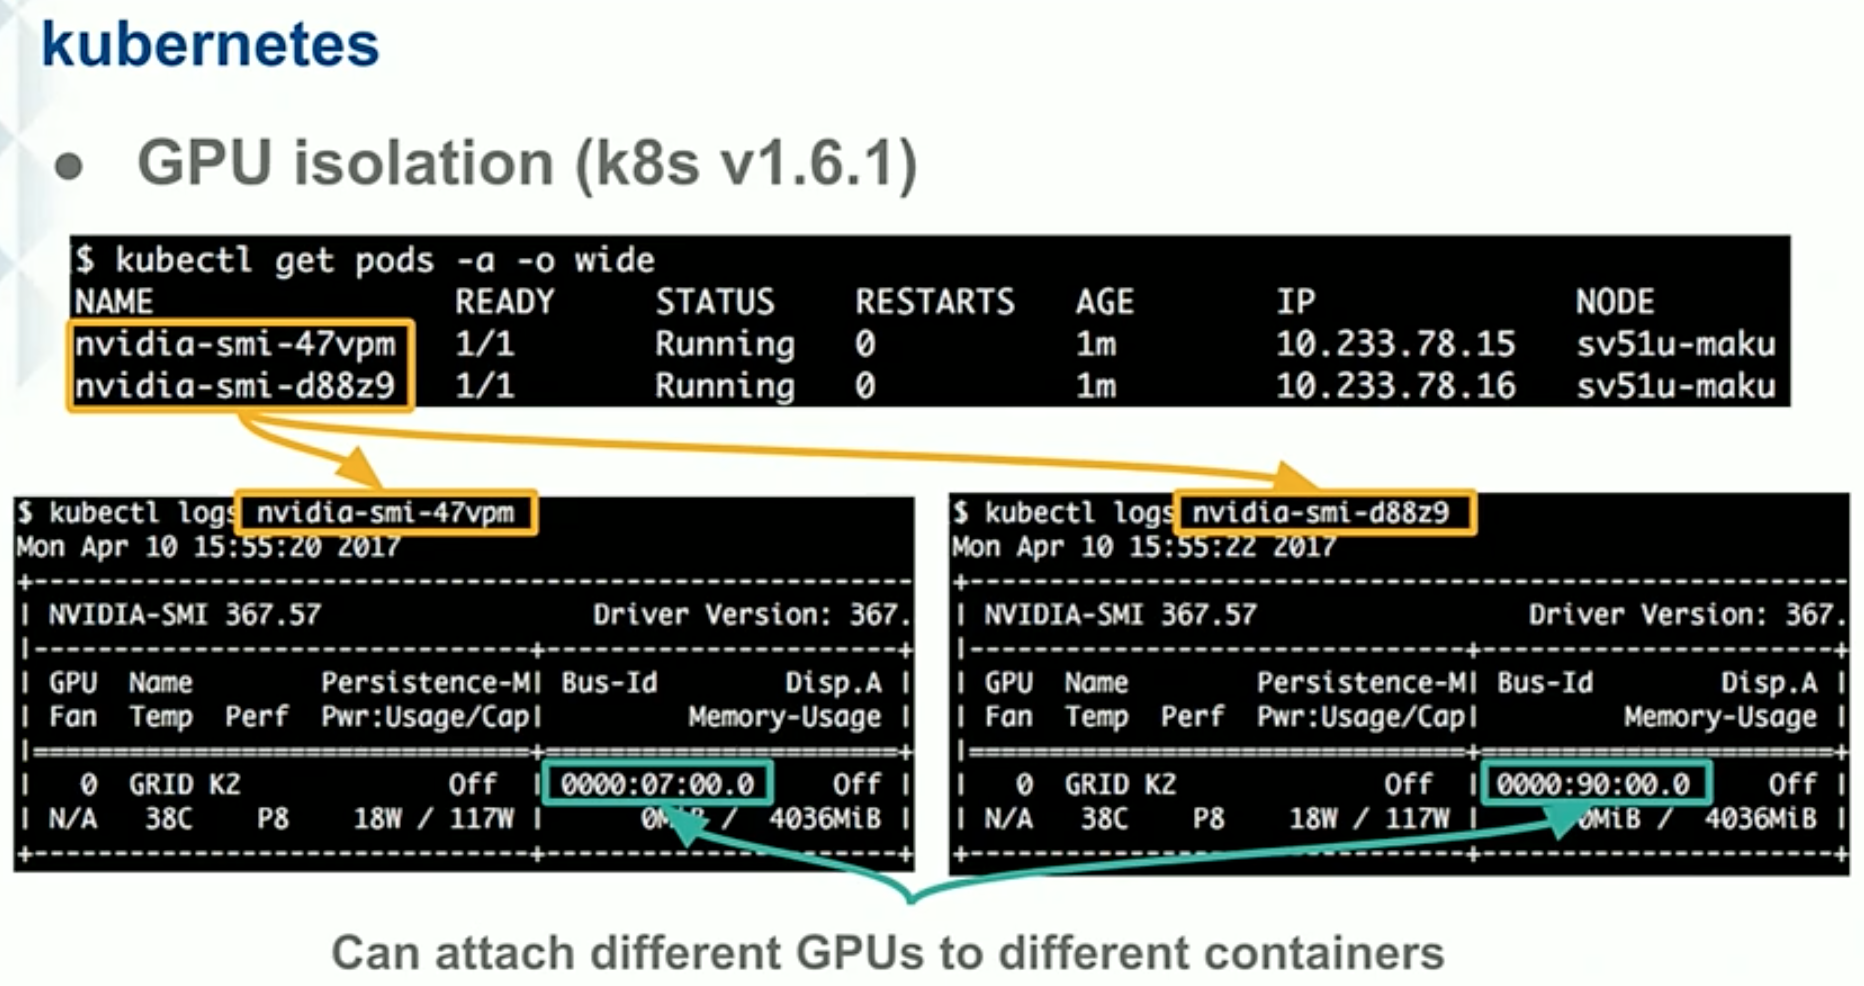 kubernetes
● GPU isolation (k8s v1.6.1)
$ kubectl get pods -a -o wide
NAME READY STATUS RESTARTS AGE IP NODE
nvidia-smi-47vpm 1/1 Running 0 1m 10.233.78.15 sv51u-maku
nvidia-smi-d88z9 1/1 Running 0 1m 10.233.78.16 sv51u-maku
$ kubectl logs nvidia-smi-47vpm
Mon Apr 10 15:55:20 2017
NVIDIA-SMI 367.57 Driver Version: 367.
GPU Name Persistence-M| Bus-Id Disp.A |
Fan Temp Perf Pwr:Usage/Cap| Memory-Usage |
0 GRID K2 Off | 0000:07:00.0 Off |
N/A 38C P8 18W / 117W | 0MiB / 4036MiB |
$ kubectl logs nvidia-smi-d88z9
Mon Apr 10 15:55:22 2017
NVIDIA-SMI 367.57 Driver Version: 367.
GPU Name Persistence-M| Bus-Id Disp.A |
Fan Temp Perf Pwr:Usage/Cap| Memory-Usage |
0 GRID K2 Off | 0000:90:00.0 Off |
N/A 38C P8 18W / 117W | 0MiB / 4036MiB |
Can attach different GPUs to different containers